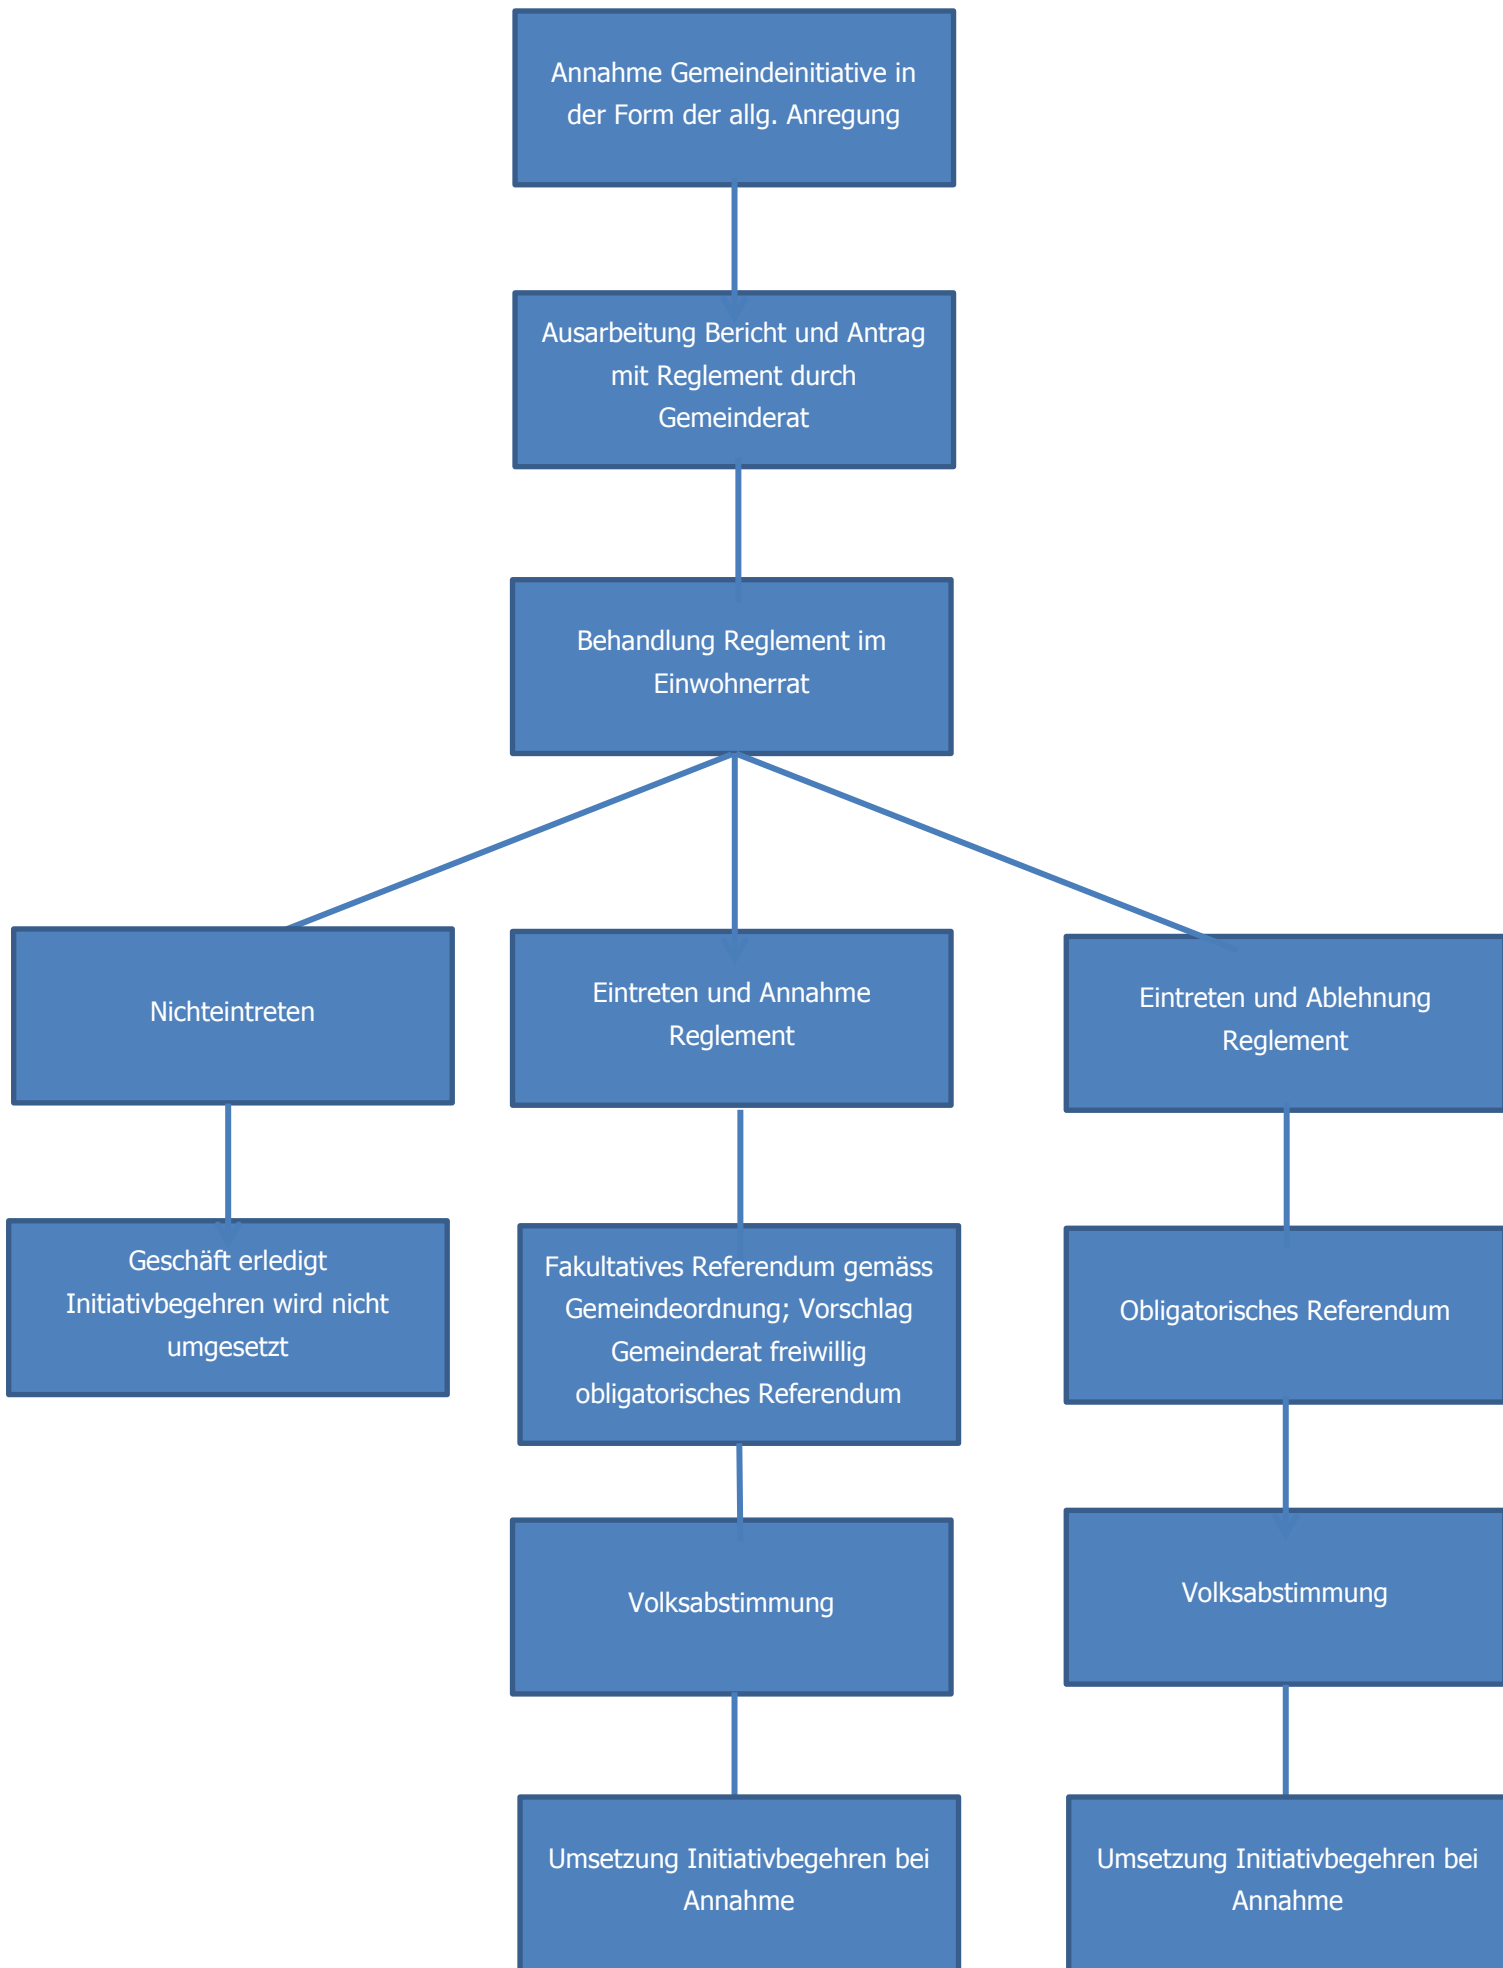 Annahme Gemeindeinitiative in
der Form der allg. Anregung
Ausarbeitung Bericht und Antrag
mit Reglement durch
Gemeinderat
Behandlung Reglement im
Einwohnerrat
Nichteintreten
Eintreten und Annahme
Reglement
Eintreten und Ablehnung
Reglement
Geschäft erledigt
Initiativbegehren wird nicht
umgesetzt
Fakultatives Referendum gemäss
Gemeindeordnung; Vorschlag
Gemeinderat freiwillig
obligatorisches Referendum
Obligatorisches Referendum
Volksabstimmung
Volksabstimmung
Umsetzung Initiativbegehren bei
Annahme
Umsetzung Initiativbegehren bei
Annahme